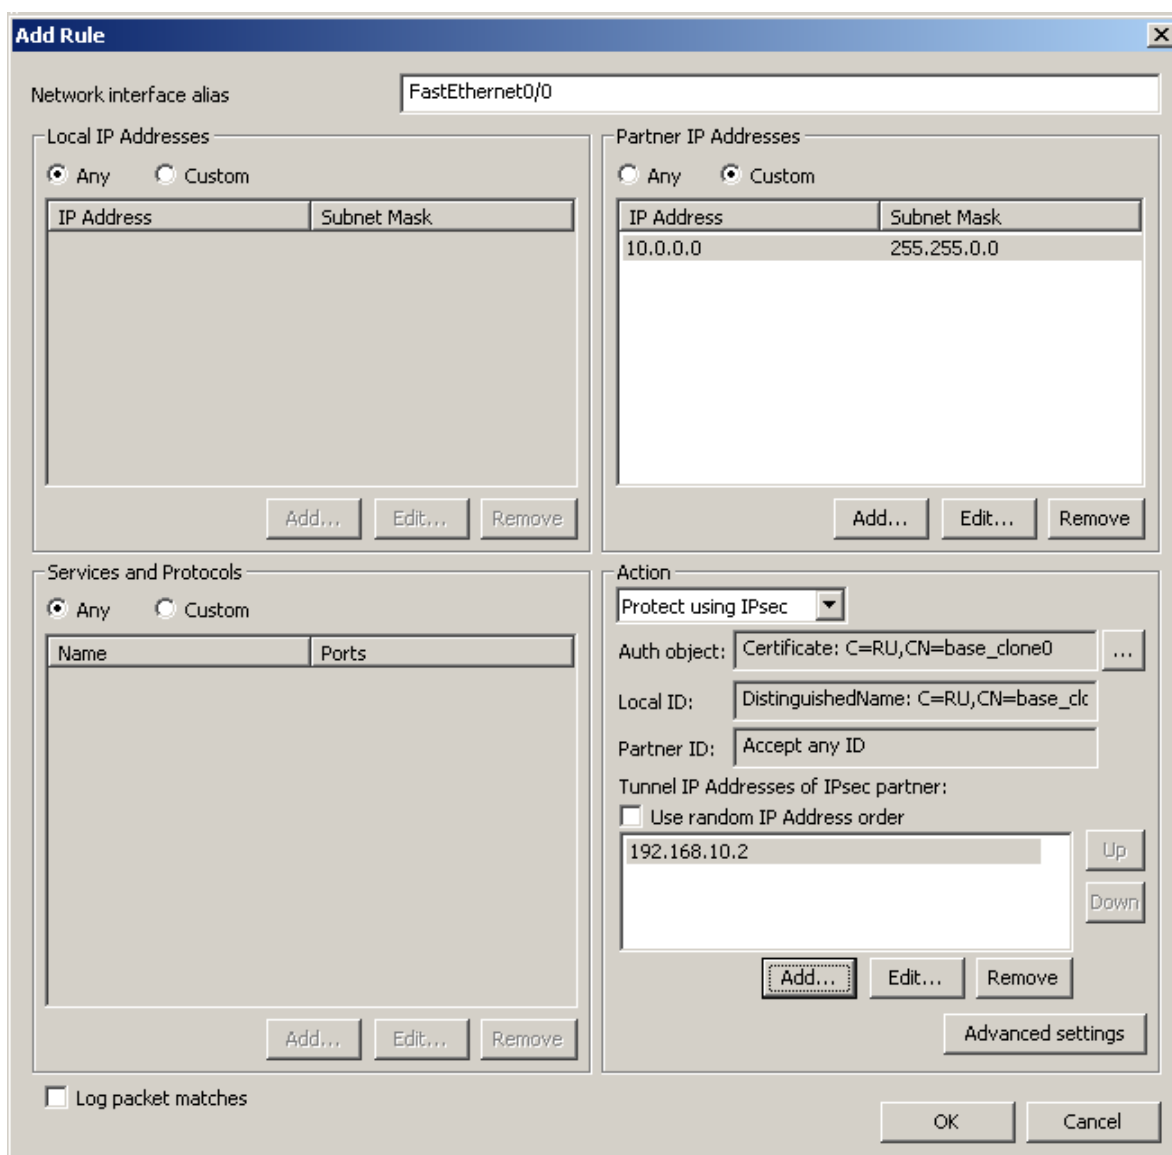 Add Rule
Network interface alias FastEthernet0/0
Local IP Addresses
Any Custom
IP Address Subnet Mask
Add... Edit... Remove
Partner IP Addresses
Any Custom
IP Address Subnet Mask
10.0.0.0 255.255.0.0
Add... Edit... Remove
Services and Protocols
Any Custom
Name Ports
Add... Edit... Remove
Action
Protect using IPsec
Auth object: Certificate: C=RU,CN=base_clone0 ...
Local ID: DistinguishedName: C=RU,CN=base_clc
Partner ID: Accept any ID
Tunnel IP Addresses of IPsec partner:
Use random IP Address order
192.168.10.2
Up
Down
Add... Edit... Remove
Advanced settings
Log packet matches
OK Cancel